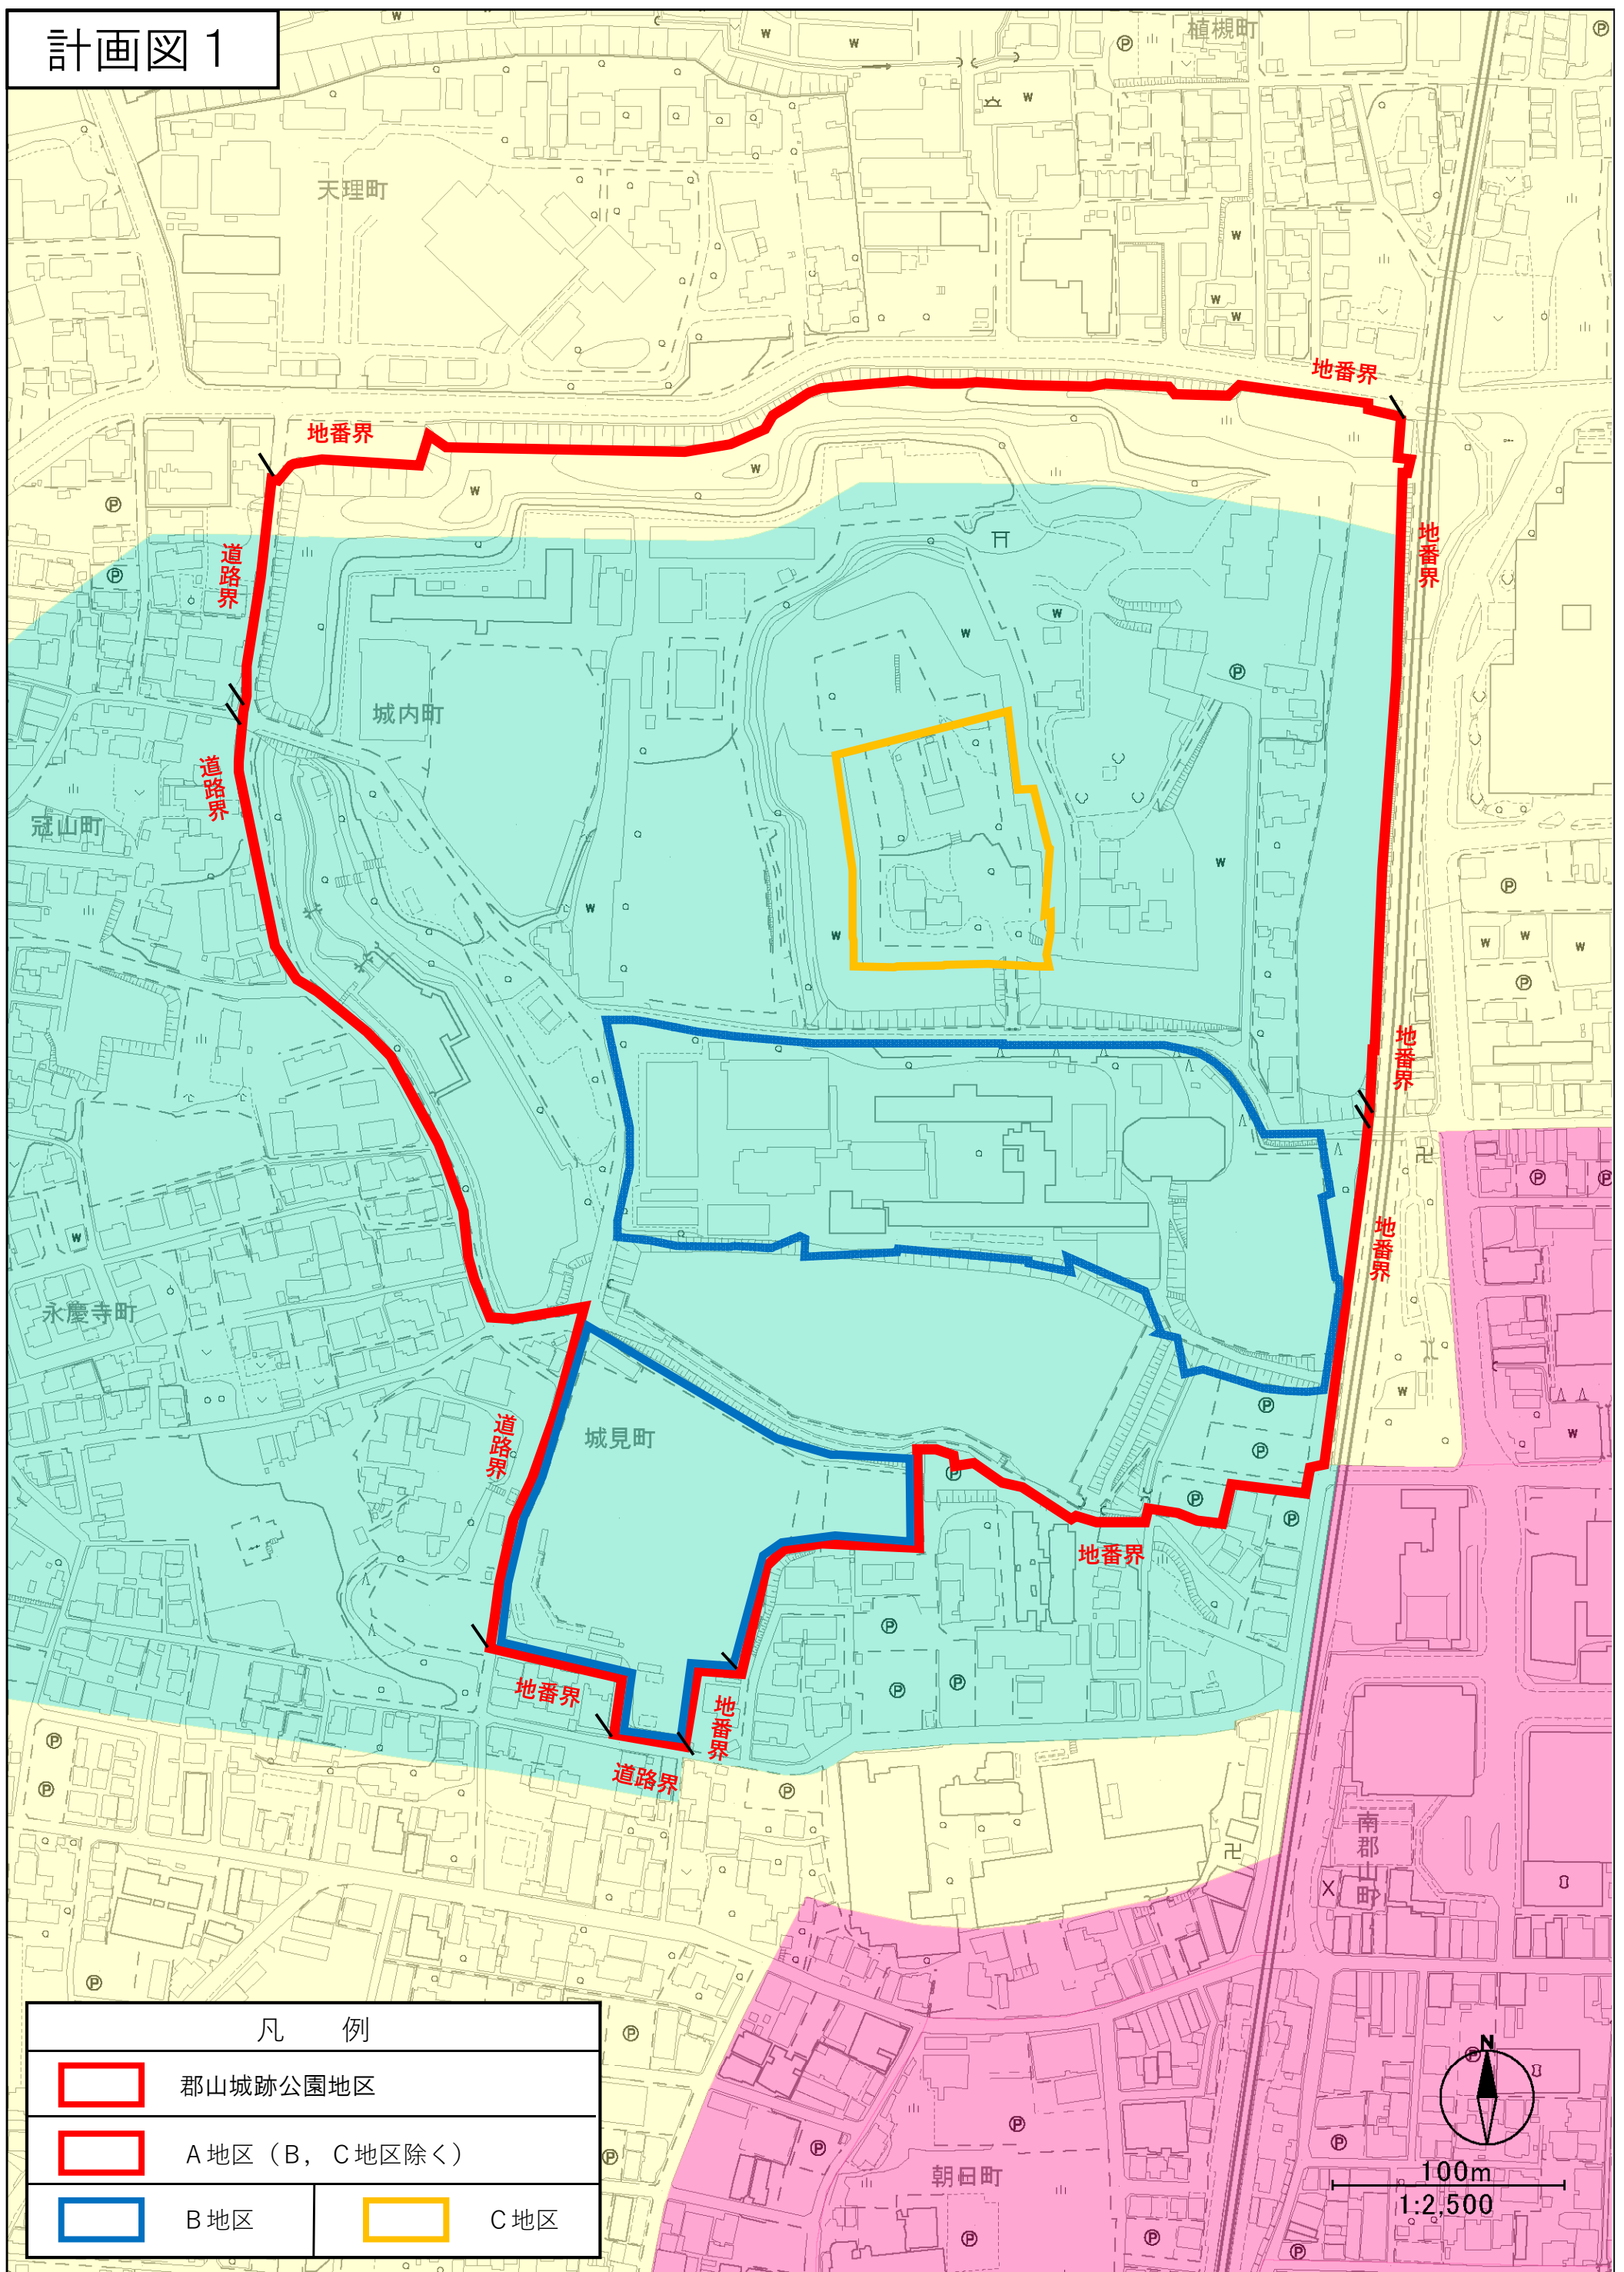 計画図1
植槻町
天理町
地番界
地番界
道路界
地番界
城内町
道路界
冠山町
地番界
地番界
永慶寺町
城見町
道路界
地番界
地番界
地番界
道路界
南郡山町
朝日町
凡 例
郡山城跡公園地区
A地区(B,C地区除く)
B地区
C地区
N
100m
1:2,500